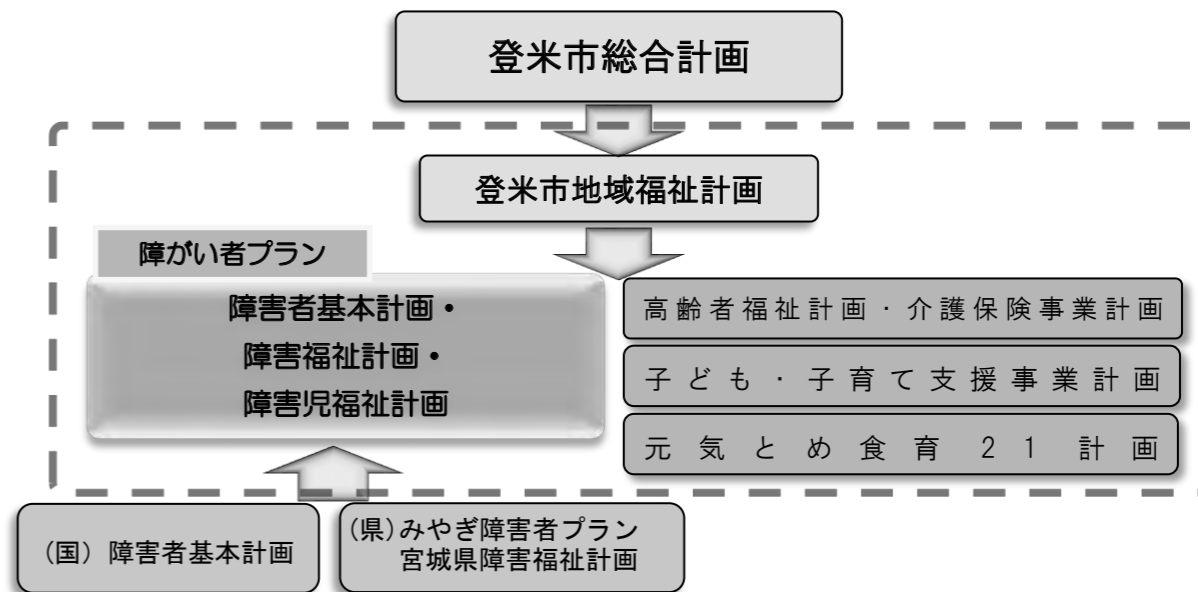 登米市総合計画
登米市地域福祉計画
障がい者プラン
障害者基本計画・
障害福祉計画・
障害児福祉計画
高齢者福祉計画・介護保険事業計画
子ども・子育て支援事業計画
元気とめ食育21計画
(国) 障害者基本計画
(県)みやぎ障害者プラン
宮城県障害福祉計画